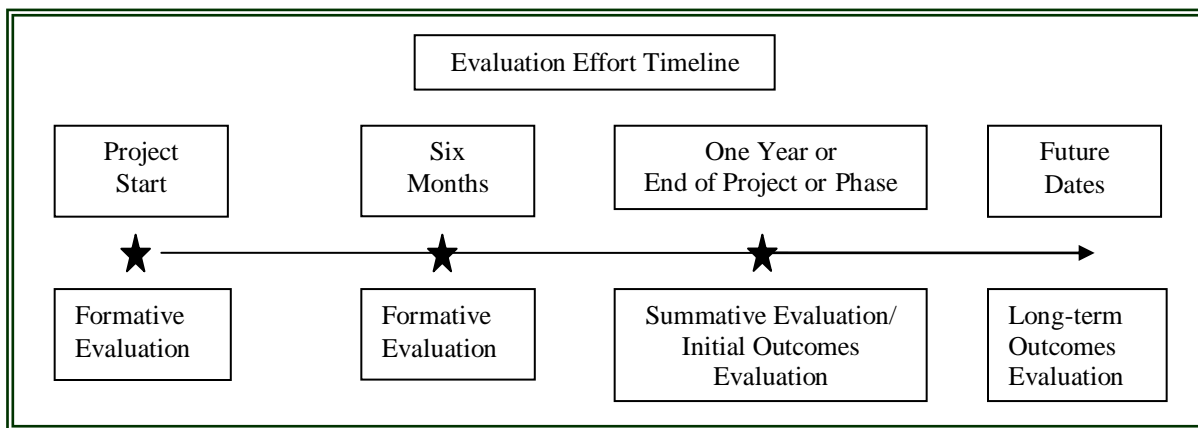 Evaluation Effort Timeline
Project
Start
Six
Months
One Year or
End of Project or Phase
Future
Dates
Formative
Evaluation
Formative
Evaluation
Summative Evaluation/
Initial Outcomes
Evaluation
Long-term
Outcomes
Evaluation